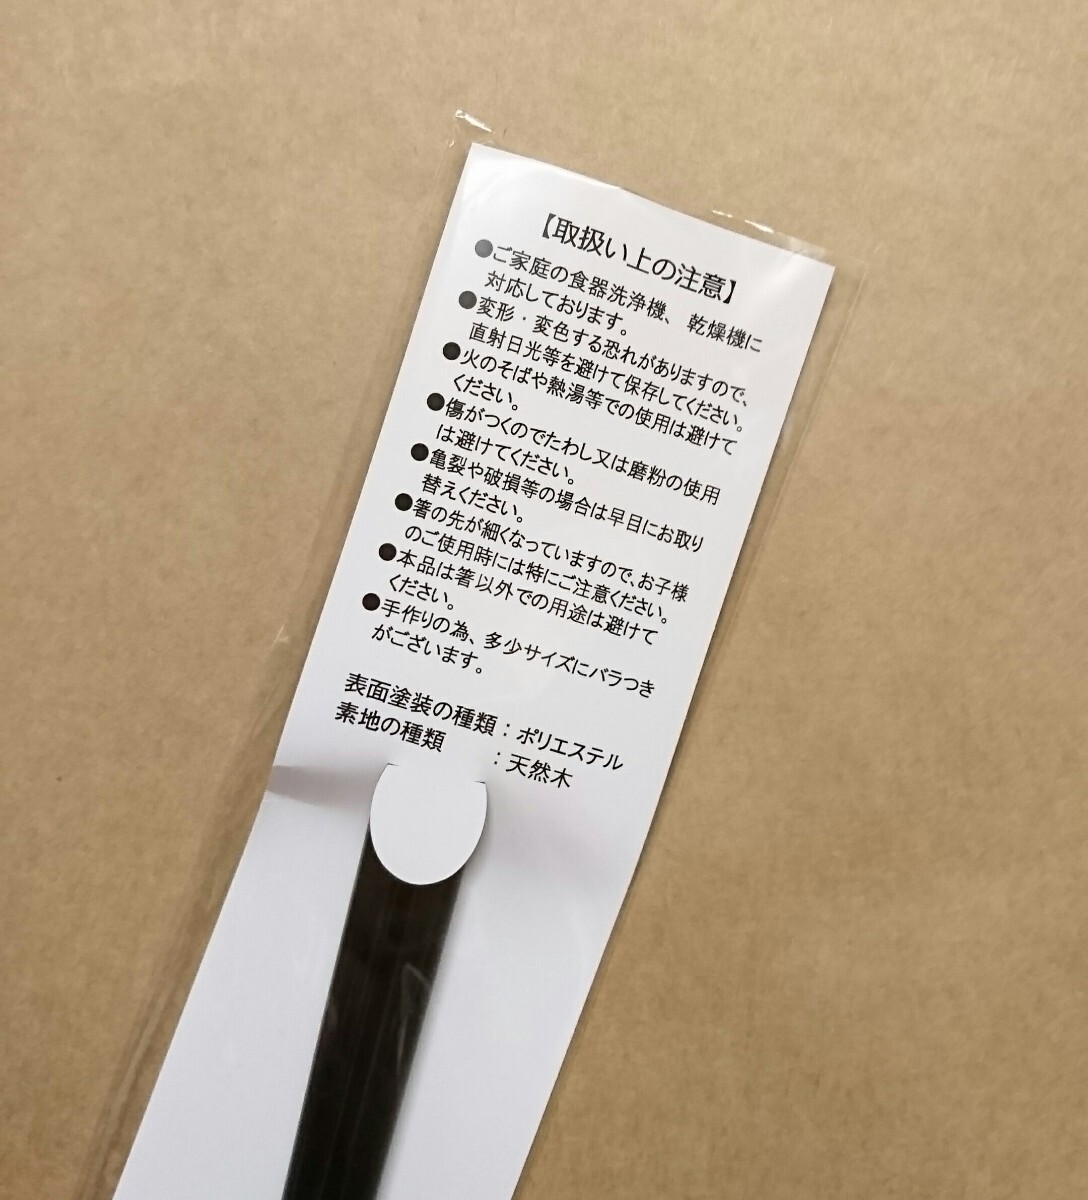 【取扱い上の注意】
●ご家庭の食器洗浄機、乾燥機に
対応しております。
●変形・変色する恐れがありますので、
直射日光等を避けて保存してください。
●火のそばや熱湯等での使用は避けて
ください。
●傷がつくのでたわし又は磨粉の使用
は避けてください。
●亀裂や破損等の場合は早目にお取り
替えください。
●箸の先が細くなっていますので、お子様
のご使用時には特にご注意ください。
●本品は箸以外での用途は避けて
ください。
●手作りの為、多少サイズにバラつき
がございます。
表面塗装の種類：ポリエステル
素地の種類　　：天然木